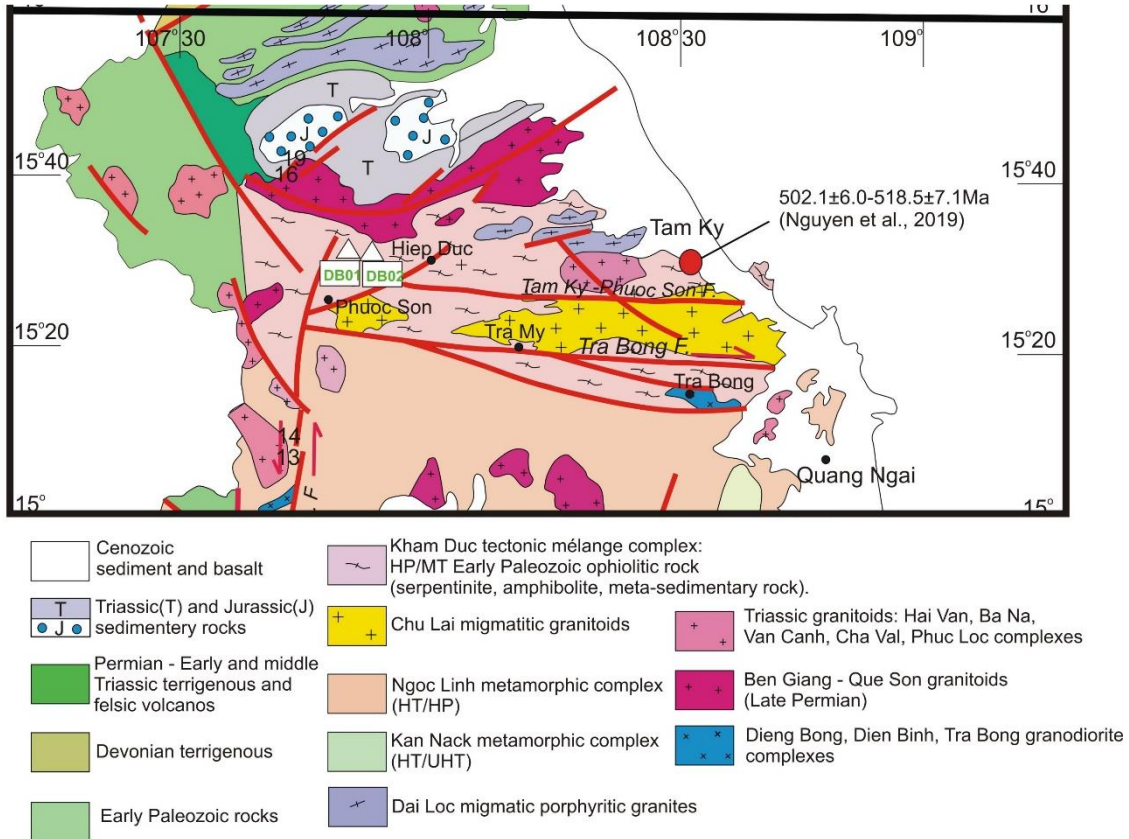 107°30
108°
108°30
109°
16°
T
J
J
T
19
16
15°40
15°40
502.1±6.0-518.5±7.1Ma
(Nguyen et al., 2019)
Tam Ky
Hiep Duc
DB01
DB02
Tam Ky -Phuoc Son F.
Phuoc Son
Tra My
Tra Bong F.
15°20
15°20
Tra Bong
14
13
Quang Ngai
F
15°
15°
Cenozoic
sediment and basalt
T
J
Triassic(T) and Jurassic(J)
sedimentery rocks
Permian - Early and middle
Triassic terrigenous and
felsic volcanos
Devonian terrigenous
Early Paleozoic rocks
Kham Duc tectonic mélange complex:
HP/MT Early Paleozoic ophiolitic rock
(serpentinite, amphibolite, meta-sedimentary rock).
Chu Lai migmatitic granitoids
Ngoc Linh metamorphic complex
(HT/HP)
Kan Nack metamorphic complex
(HT/UHT)
Dai Loc migmatic porphyritic granites
Triassic granitoids: Hai Van, Ba Na,
Van Canh, Cha Val, Phuc Loc complexes
Ben Giang - Que Son granitoids
(Late Permian)
Dieng Bong, Dien Binh, Tra Bong granodiorite
complexes